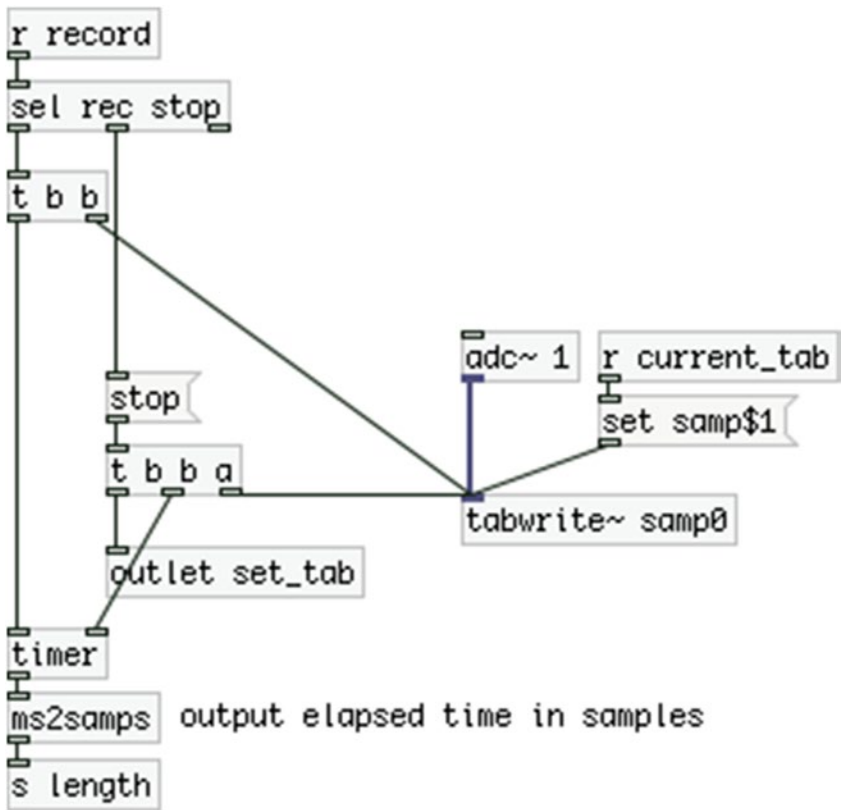 r record
sel rec stop
t b b
adc~ 1
r current_tab
stop
set samp$1
t b b a
tabwrite~ samp0
outlet set_tab
timer
ms2samps
output elapsed time in samples
s length